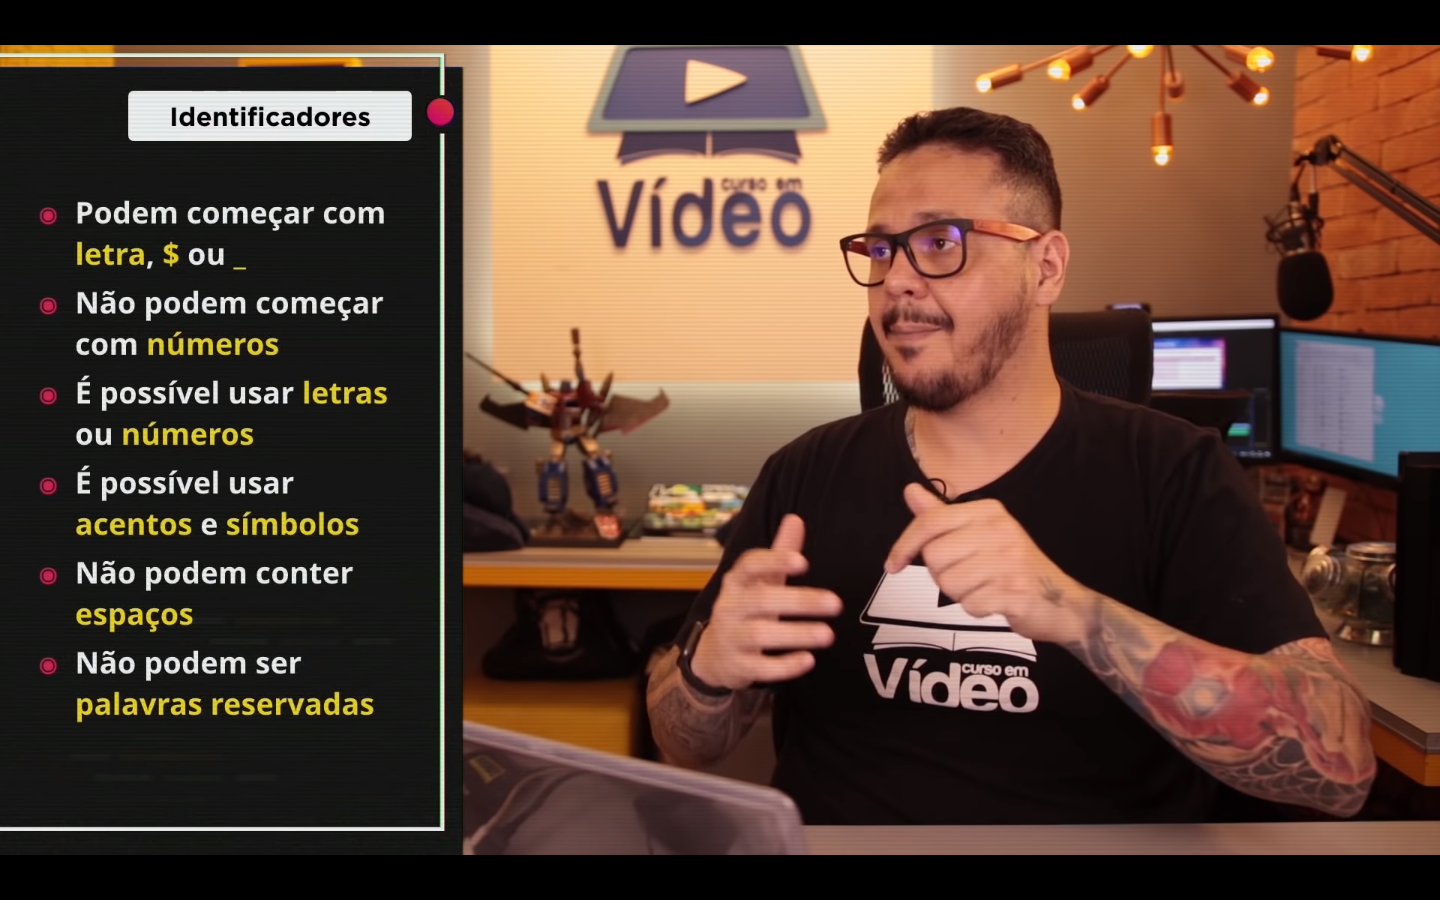 Identificadores
Podem começar com
letra, $ ou _
Não podem começar
com números
É possível usar letras
ou números
É possível usar
acentos e símbolos
Não podem conter
espaços
Não podem ser
palavras reservadas
curso em
Vídeo
curso em
Vídeo